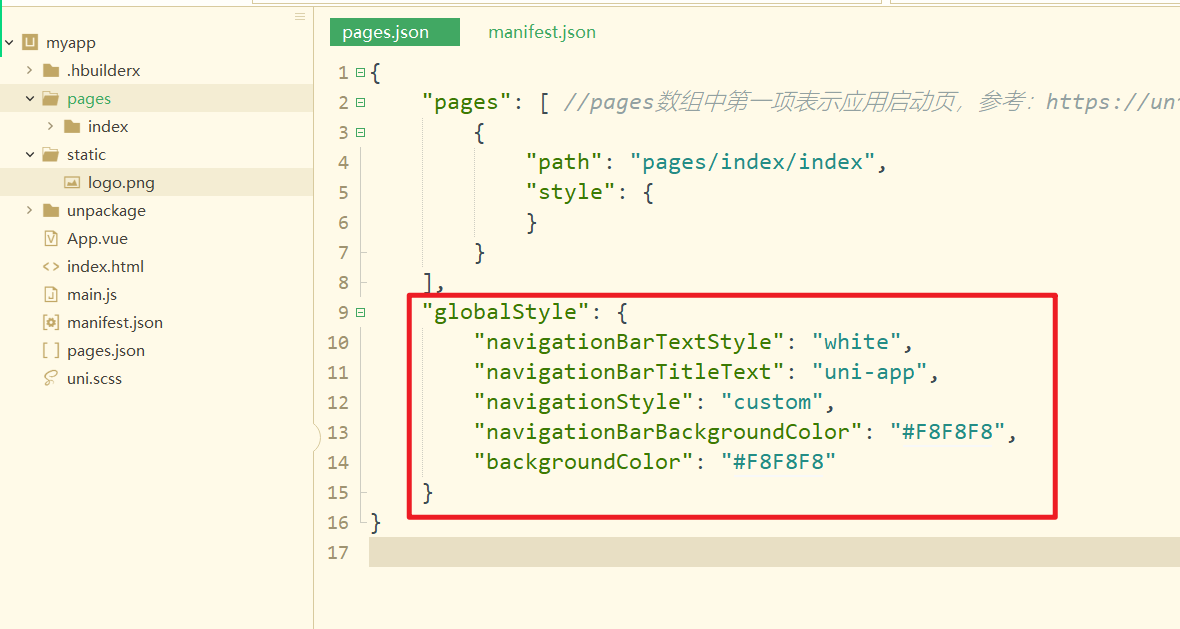 myapp
.hbuilderx
pages
index
static
logo.png
unpackage
App.vue
index.html
main.js
manifest.json
pages.json
uni.scss
pages.json
manifest.json
1 {
2 "pages": [ //pages数组中第一项表示应用启动页，参考：https://un
3 {
4 "path": "pages/index/index",
5 "style": {
6 }
7 }
8 ],
9 "globalStyle": {
10 "navigationBarTextStyle": "white",
11 "navigationBarTitleText": "uni-app",
12 "navigationStyle": "custom",
13 "navigationBarBackgroundColor": "#F8F8F8",
14 "backgroundColor": "#F8F8F8"
15 }
16 }
17